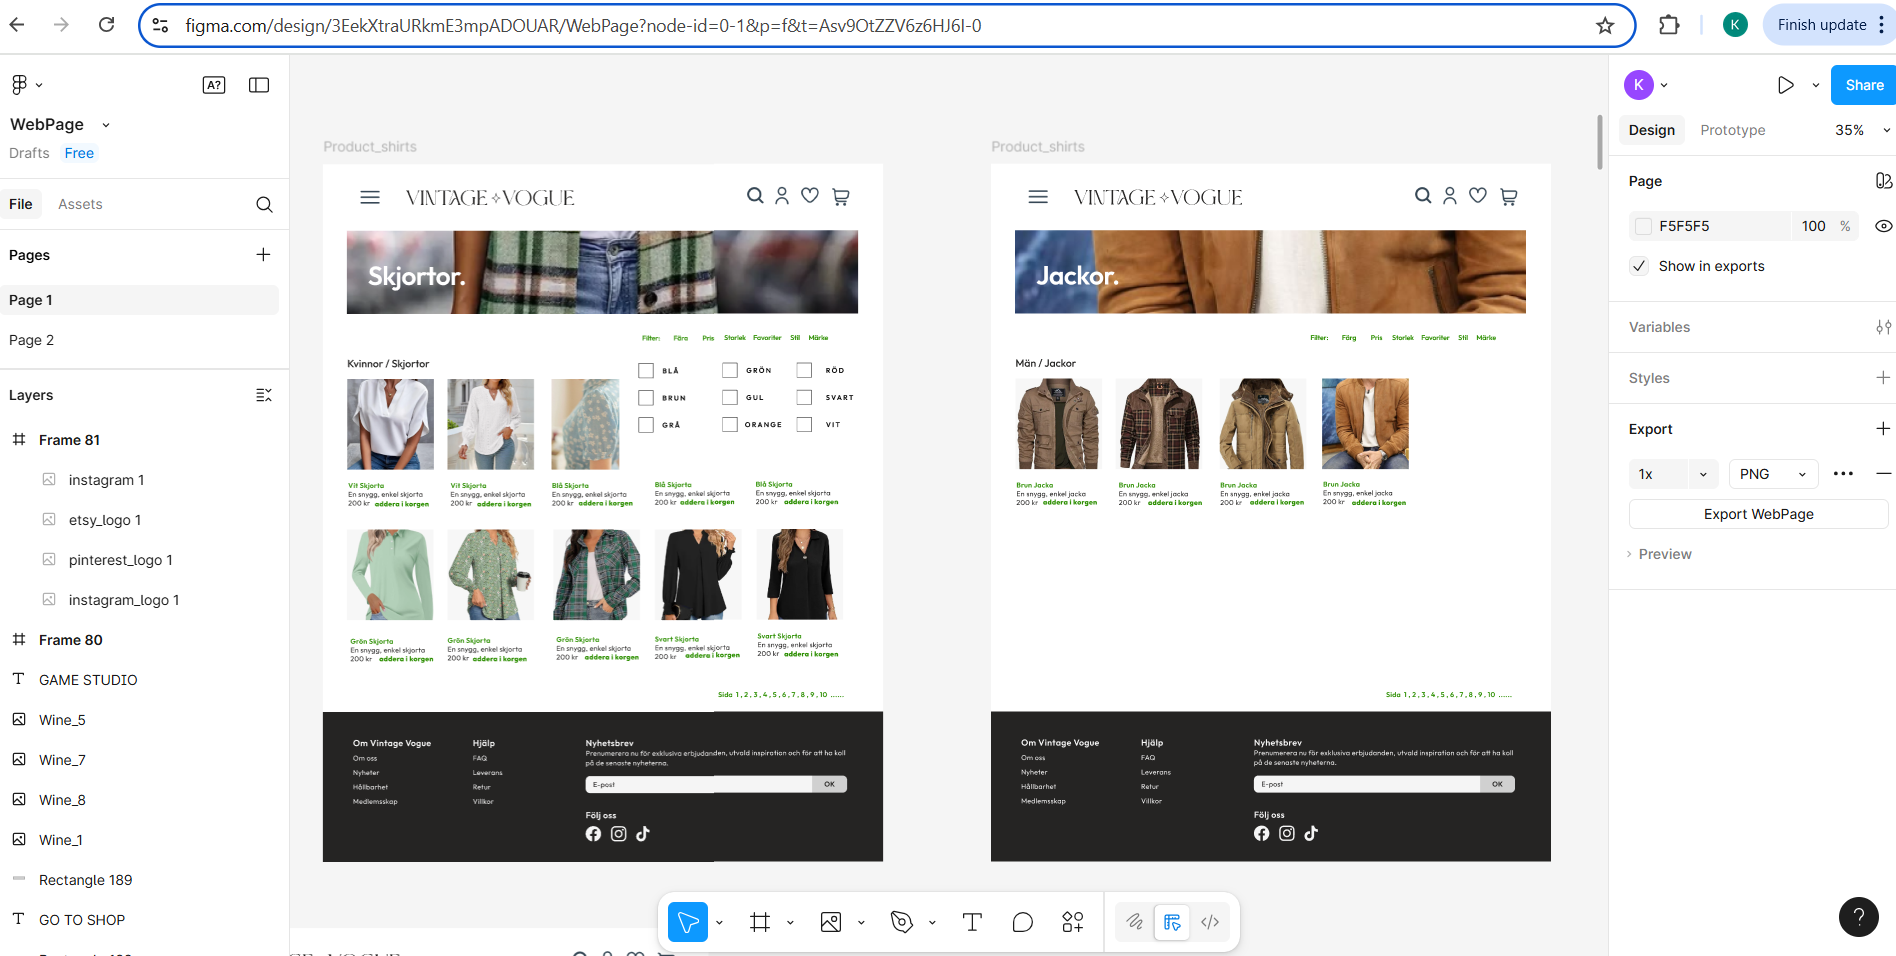 figma.com/design/3EekXtraURkmE3mpADOUAR/WebPage?node-id=0-1&p=f&t=Asv9OtZZV6z6HJ6I-0
K
Finish update
A?
WebPage
Drafts Free
File Assets
Pages
Page 1
Page 2
Layers
Frame 81
instagram 1
etsy_logo 1
pinterest_logo 1
instagram_logo 1
Frame 80
GAME STUDIO
Wine_5
Wine_7
Wine_8
Wine_1
Rectangle 189
GO TO SHOP
Product_shirts
VINTAGE VOGUE
Skjortor.
Filter: Färg Pris Storlek Favoriter Stil Märke
Kvinnor / Skjortor
BLÅ GRÖN RÖD
BRUN GUL SVART
GRÅ ORANGE VIT
Vit Skjorta
En snygg, enkel skjorta
200 kr addera i korgen
Vit Skjorta
En snygg, enkel skjorta
200 kr addera i korgen
Blå Skjorta
En snygg, enkel skjorta
200 kr addera i korgen
Blå Skjorta
En snygg, enkel skjorta
200 kr addera i korgen
Blå Skjorta
En snygg, enkel skjorta
200 kr addera i korgen
Grön Skjorta
En snygg, enkel skjorta
200 kr addera i korgen
Grön Skjorta
En snygg, enkel skjorta
200 kr addera i korgen
Grön Skjorta
En snygg, enkel skjorta
200 kr addera i korgen
Svart Skjorta
En snygg, enkel skjorta
200 kr addera i korgen
Svart Skjorta
En snygg, enkel skjorta
200 kr addera i korgen
Sida 1,2,3,4,5,6,7,8,9,10 ......
Om Vintage Vogue
Om oss
Nyheter
Hållbarhet
Medlemsskap
Hjälp
FAQ
Leverans
Retur
Villkor
Nyhetsbrev
Prenumerera nu för exklusiva erbjudanden, utvald inspiration och för att ha koll
på de senaste nyheterna.
E-post OK
Följ oss
Product_shirts
VINTAGE VOGUE
Jackor.
Filter: Färg Pris Storlek Favoriter Stil Märke
Män / Jackor
Brun Jacka
En snygg, enkel jacka
200 kr addera i korgen
Brun Jacka
En snygg, enkel jacka
200 kr addera i korgen
Brun Jacka
En snygg, enkel jacka
200 kr addera i korgen
Brun Jacka
En snygg, enkel jacka
200 kr addera i korgen
Sida 1,2,3,4,5,6,7,8,9,10 ......
Om Vintage Vogue
Om oss
Nyheter
Hållbarhet
Medlemsskap
Hjälp
FAQ
Leverans
Retur
Villkor
Nyhetsbrev
Prenumerera nu för exklusiva erbjudanden, utvald inspiration och för att ha koll
på de senaste nyheterna.
E-post OK
Följ oss
K
Share
Design Prototype 35%
Page
F5F5F5 100 %
Show in exports
Variables
Styles
Export
1x PNG
Export WebPage
Preview
?